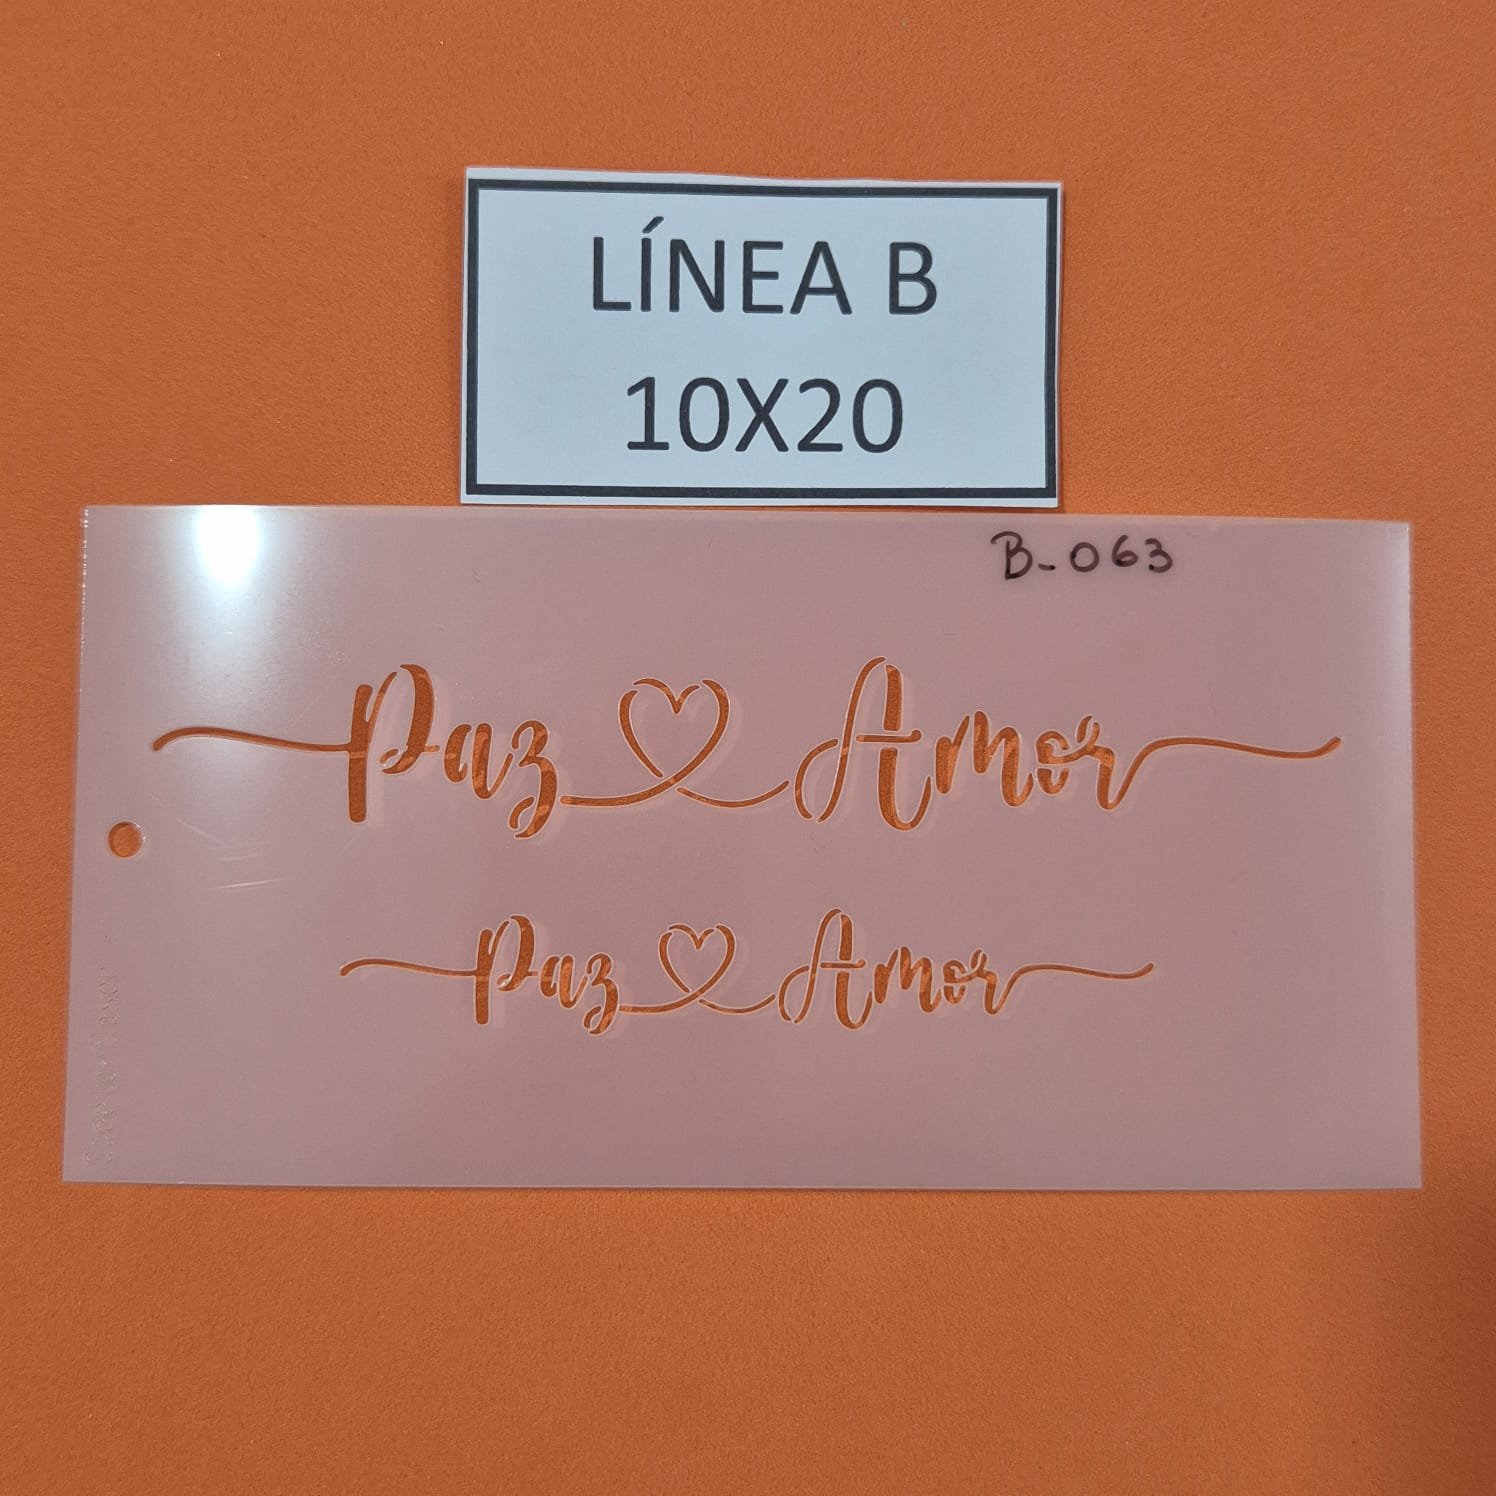 LÍNEA B
10X20
B-063
Paz Amor
Paz Amor